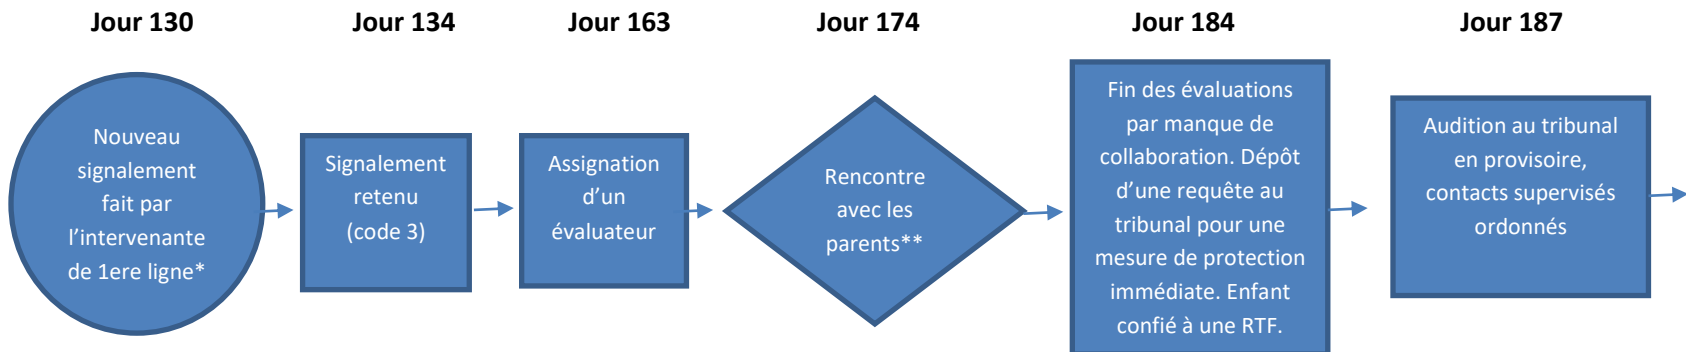 Jour 130
Jour 134
Jour 163
Jour 174
Jour 184
Jour 187
Nouveau
signalement
fait par
l’intervenante
de 1ere ligne*
Signalement
retenu
(code 3)
Assignation
d’un
évaluateur
Rencontre
avec les
parents**
Fin des évaluations
par manque de
collaboration. Dépôt
d’une requête au
tribunal pour une
mesure de protection
immédiate. Enfant
confié à une RTF.
Audition au tribunal
en provisoire,
contacts supervisés
ordonnés